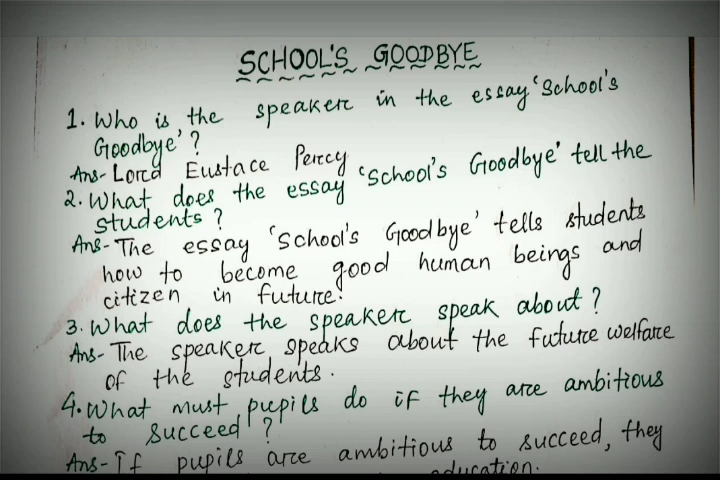 SCHOOL'S GOODBYE
1. Who is the speaker in the essay 'School's
Goodbye'?
Ans- Lord Eustace Percy
2. What does the essay 'School's Goodbye' tell the
students?
Ans- The essay 'School's Goodbye' tells students
how to become good human beings and
citizen in future.
3. What does the speaker speak about?
Ans- The speaker speaks about the future welfare
of the students.
4. What must pupils do if they are ambitious
to succeed?
Ans- If pupils are ambitious to succeed, they
education.